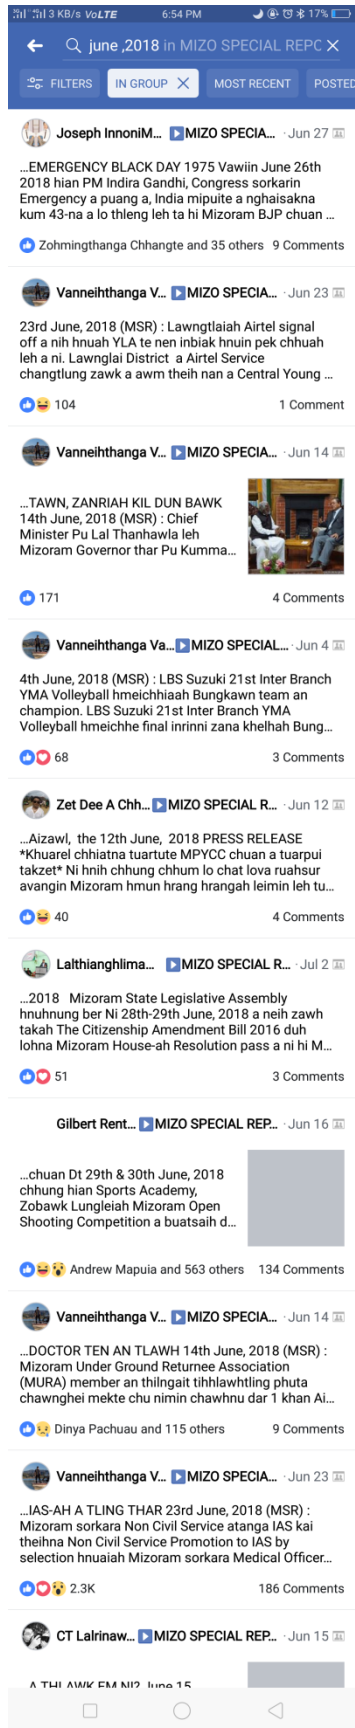 3 KB/s VoLTE 6:54 PM 17%
june ,2018 in MIZO SPECIAL REPO
FILTERS IN GROUP MOST RECENT POSTED
Joseph InnoniM... MIZO SPECIA... · Jun 27
...EMERGENCY BLACK DAY 1975 Vawiin June 26th
2018 hian PM Indira Gandhi, Congress sorkarin
Emergency a puang a, India mipuite a nghaisakna
kum 43-na a lo thleng leh ta hi Mizoram BJP chuan ...
Zohmingthanga Chhangte and 35 others 9 Comments
Vanneihthanga V... MIZO SPECIA... · Jun 23
23rd June, 2018 (MSR) : Lawngtlaiah Airtel signal
off a nih hnuah YLA te nen inbiak hnuin pek chhuah
leh a ni. Lawnglai District a Airtel Service
changtlung zawk a awm theih nan a Central Young ...
104 1 Comment
Vanneihthanga V... MIZO SPECIA... · Jun 14
...TAWN, ZANRIAH KIL DUN BAWK
14th June, 2018 (MSR) : Chief
Minister Pu Lal Thanhawla leh
Mizoram Governor thar Pu Kumma...
171 4 Comments
Vanneihthanga Va... MIZO SPECIAL... · Jun 4
4th June, 2018 (MSR) : LBS Suzuki 21st Inter Branch
YMA Volleyball hmeichhiaah Bungkawn team an
champion. LBS Suzuki 21st Inter Branch YMA
Volleyball hmeichhe final inrinni zana khelhah Bung...
68 3 Comments
Zet Dee A Chh... MIZO SPECIAL R... · Jun 12
...Aizawl, the 12th June, 2018 PRESS RELEASE
*Khuarel chhiatna tuartute MPYCC chuan a tuarpui
takzet* Ni hnih chhung chhum lo chat lova ruahsur
avangin Mizoram hmun hrang hrangah leimin leh tu...
40 4 Comments
Lalthianghlima... MIZO SPECIAL R... · Jul 2
...2018 Mizoram State Legislative Assembly
hnuhnung ber Ni 28th-29th June, 2018 a neih zawh
takah The Citizenship Amendment Bill 2016 duh
lohna Mizoram House-ah Resolution pass a ni hi M...
51 3 Comments
Gilbert Rent... MIZO SPECIAL REP... · Jun 16
...chuan Dt 29th & 30th June, 2018
chhung hian Sports Academy,
Zobawk Lungleiah Mizoram Open
Shooting Competition a buatsaih d...
Andrew Mapuia and 563 others 134 Comments
Vanneihthanga V... MIZO SPECIA... · Jun 14
...DOCTOR TEN AN TLAWH 14th June, 2018 (MSR) :
Mizoram Under Ground Returnee Association
(MURA) member an thilngait tihhlawhtling phuta
chawnghei mekte chu nimin chawhnu dar 1 khan Ai...
Dinya Pachuau and 115 others 9 Comments
Vanneihthanga V... MIZO SPECIA... · Jun 23
...IAS-AH A TLING THAR 23rd June, 2018 (MSR) :
Mizoram sorkara Non Civil Service atanga IAS kai
theihna Non Civil Service Promotion to IAS by
selection hnuaiah Mizoram sorkara Medical Officer...
2.3K 186 Comments
CT Lalrinaw... MIZO SPECIAL REP... · Jun 15
A THLAWK EM NI? June 15